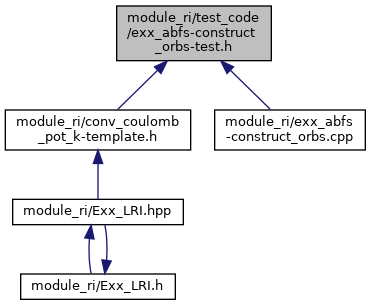 module_ri/test_code
/exx_abfs-construct
_orbs-test.h
module_ri/conv_coulomb
_pot_k-template.h
module_ri/exx_abfs
-construct_orbs.cpp
module_ri/Exx_LRI.hpp
module_ri/Exx_LRI.h